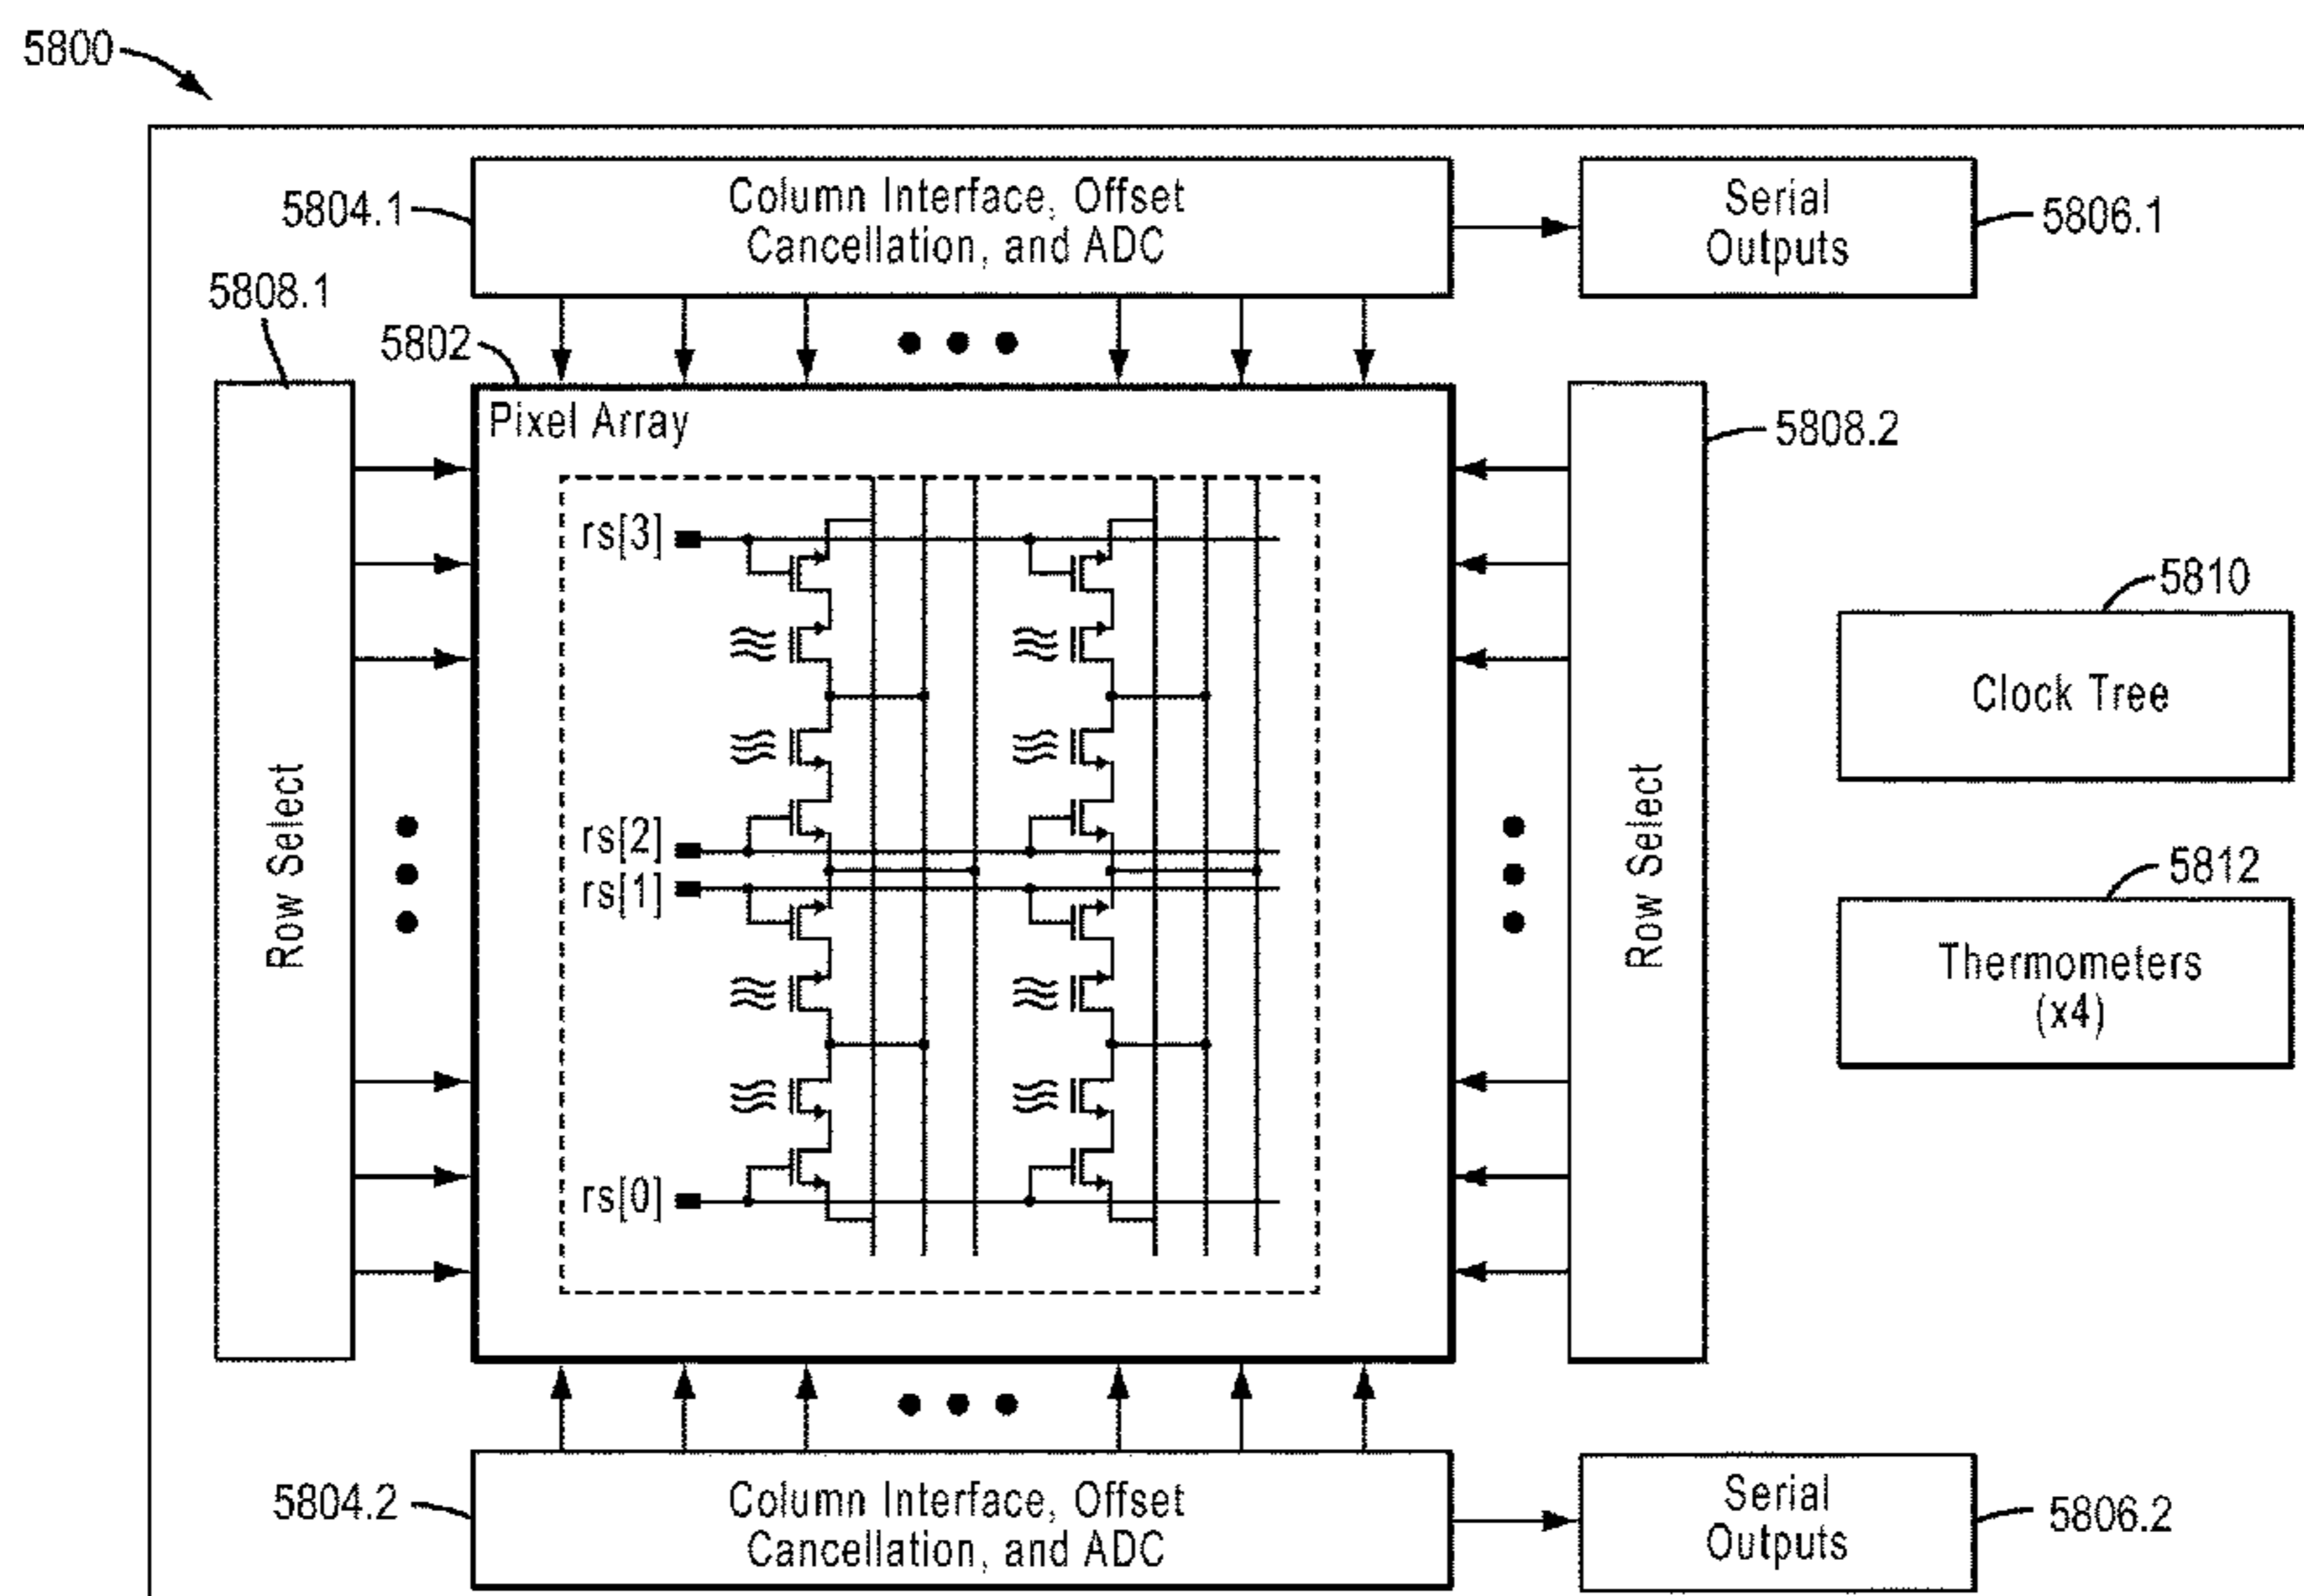 5800
5804.1
Column Interface, Offset
Cancellation, and ADC
Serial
Outputs
5806.1
5808.1
5802
Pixel Array
5808.2
rs[3]
rs[2]
rs[1]
rs[0]
Row Select
Row Select
5810
Clock Tree
5812
Thermometers
(x4)
5804.2
Column Interface, Offset
Cancellation, and ADC
Serial
Outputs
5806.2